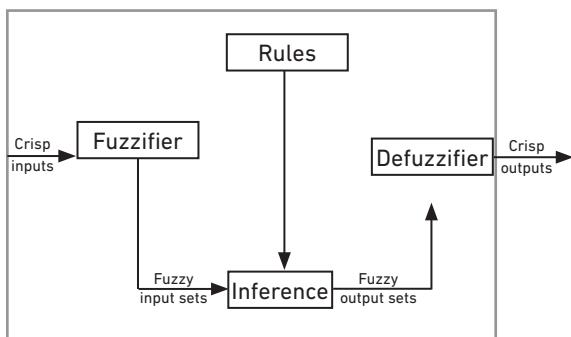 Rules
Crisp
inputs
Fuzzifier
Defuzzifier
Crisp
outputs
Fuzzy
input sets
Inference
Fuzzy
output sets